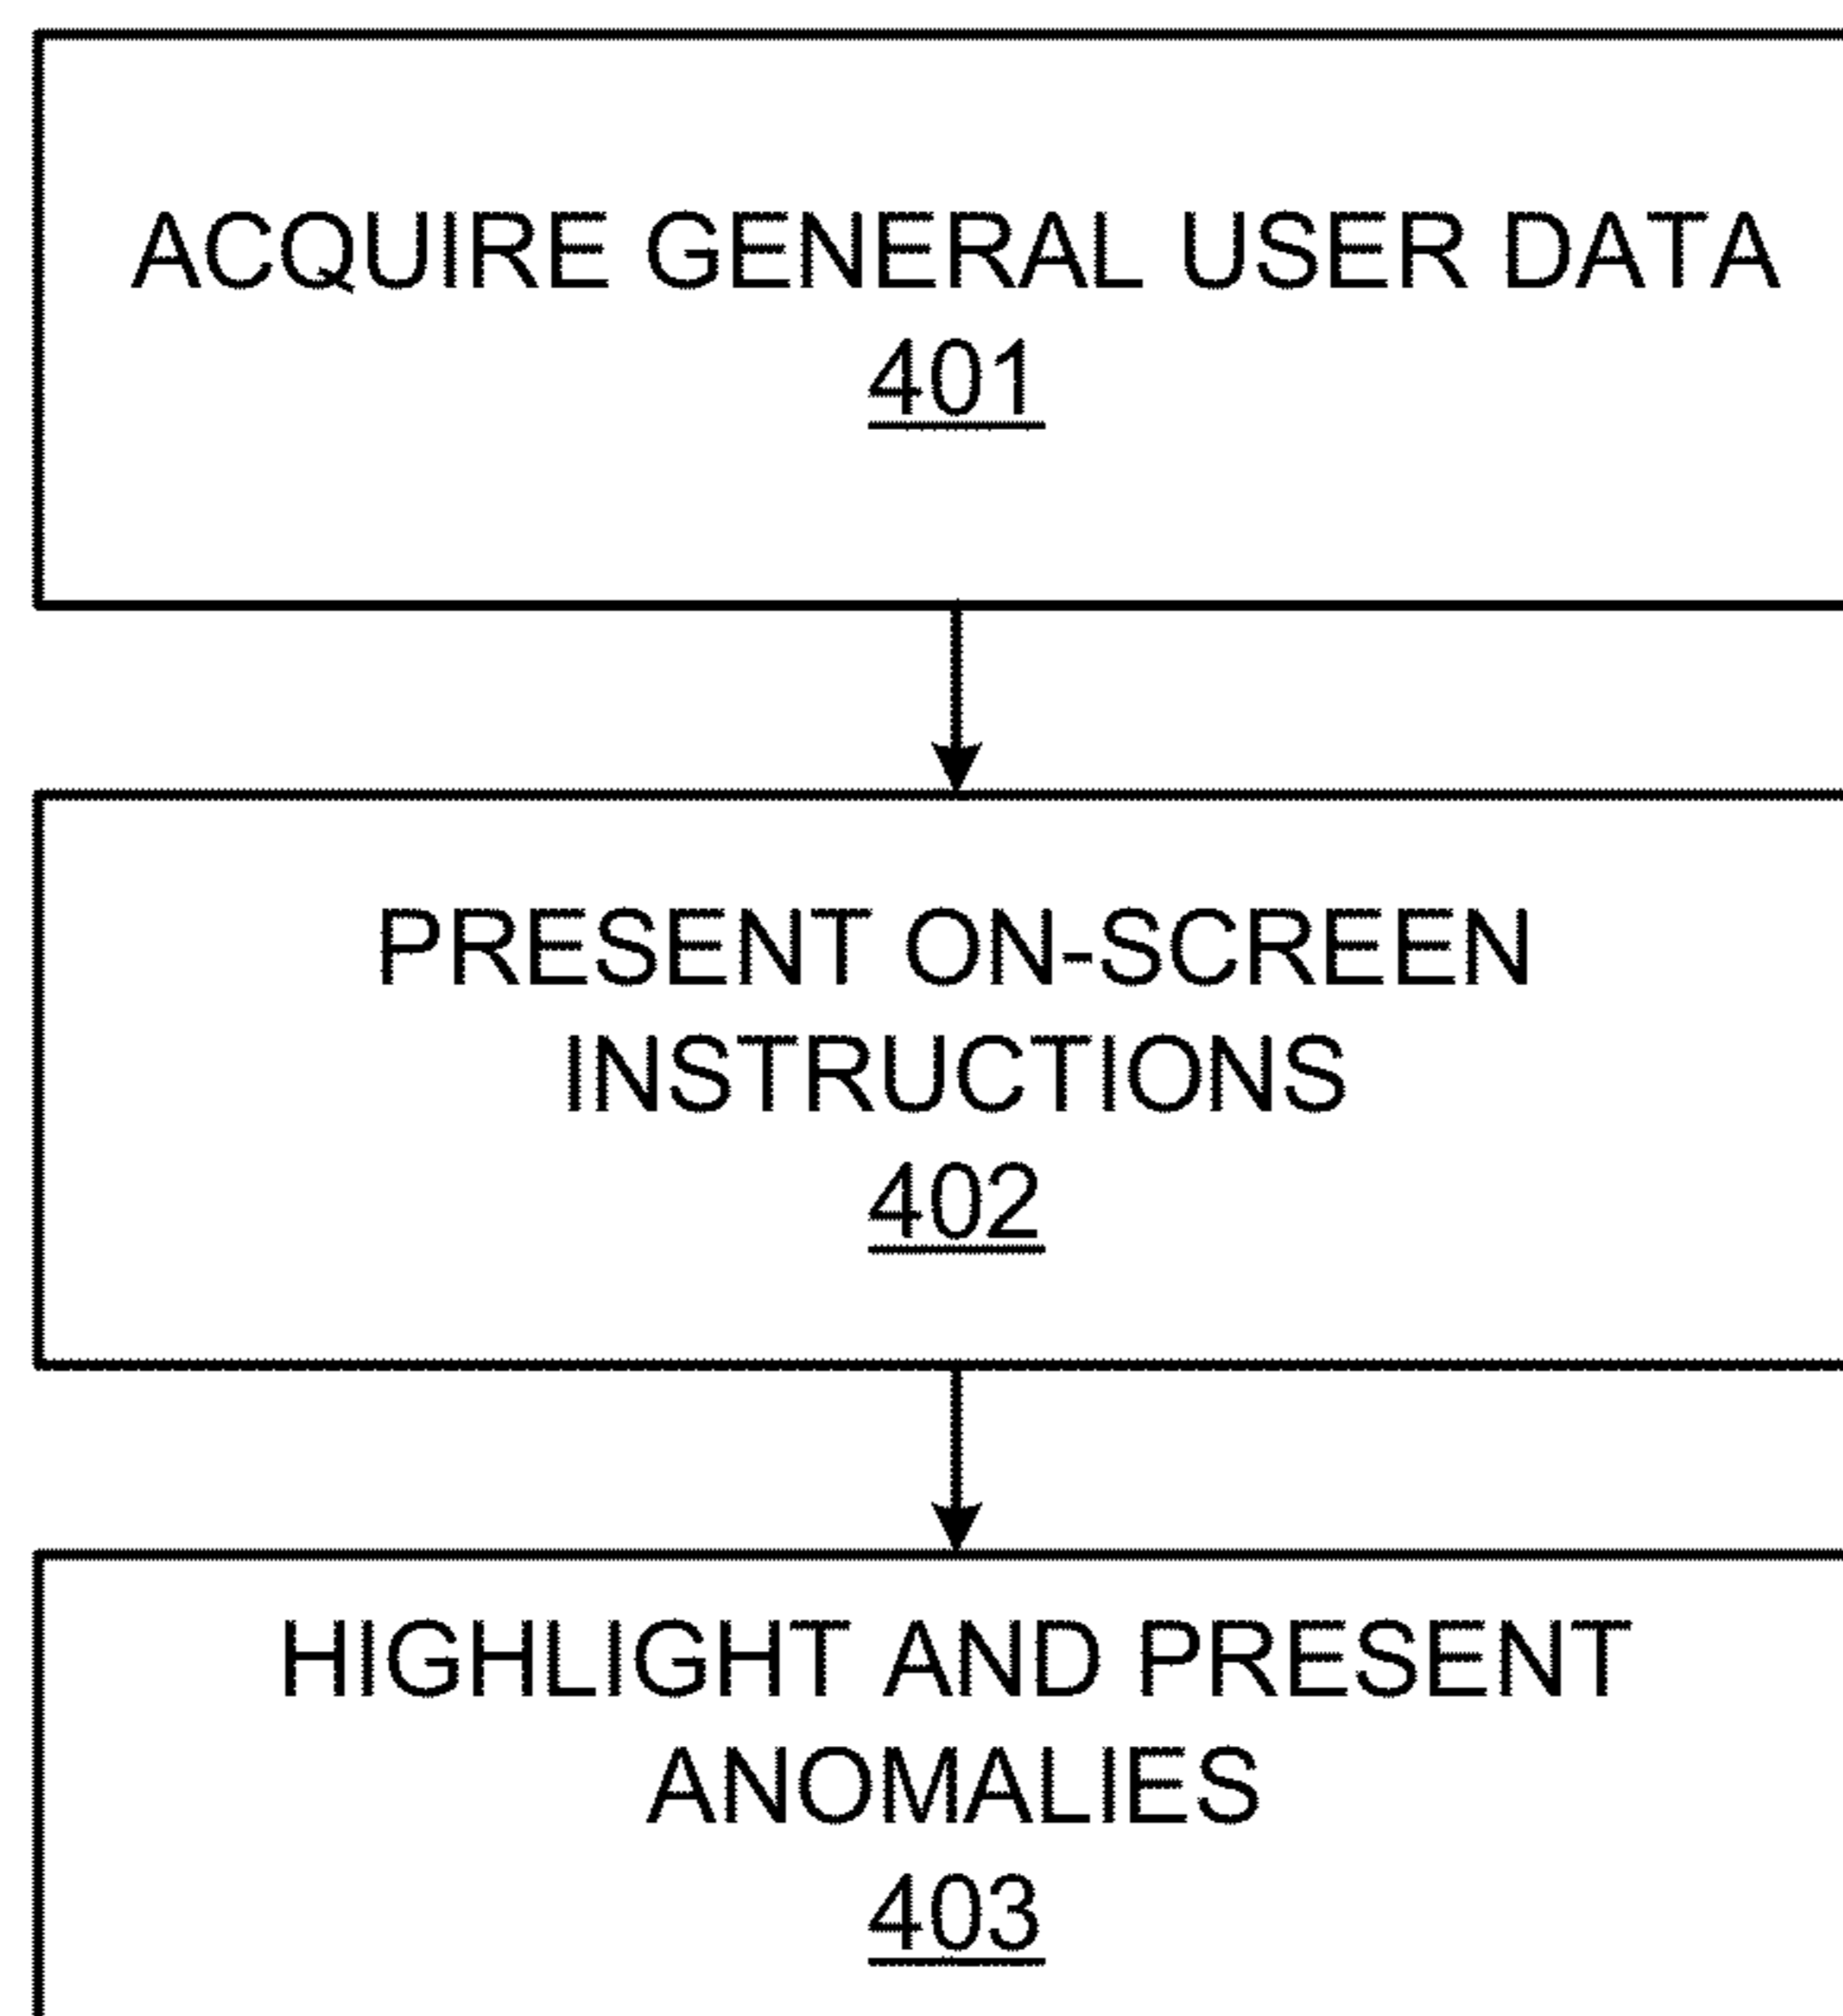 ACQUIRE GENERAL USER DATA
401
PRESENT ON-SCREEN
INSTRUCTIONS
402
HIGHLIGHT AND PRESENT
ANOMALIES
403